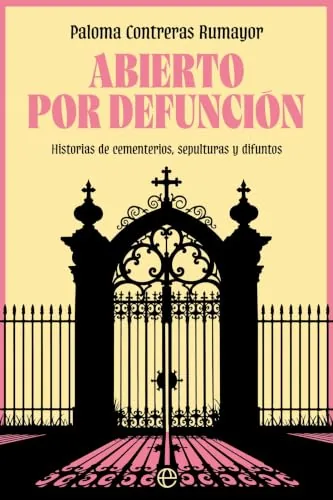 Paloma Contreras Rumayor
ABIERTO
POR DEFUNCIÓN
Historias de cementerios, sepulturas y difuntos
e